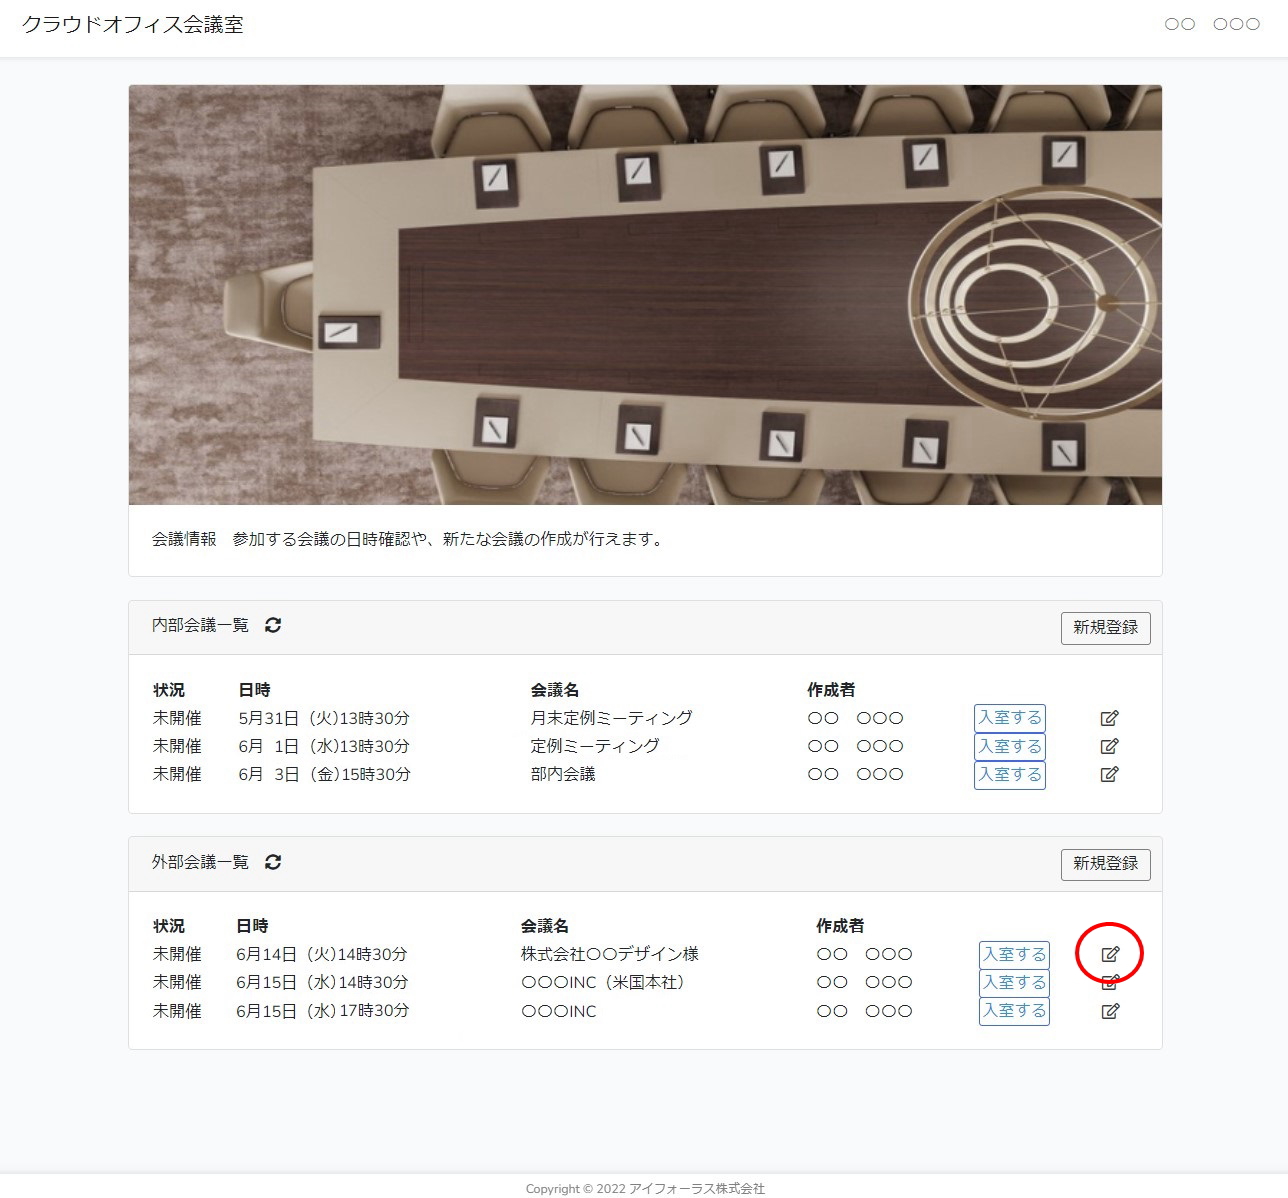 クラウドオフィス会議室 〇〇 〇〇〇
会議情報 参加する会議の日時確認や、新たな会議の作成が行えます。
内部会議一覧 新規登録
状況 日時 会議名 作成者
未開催 5月31日 (火)13時30分 月末定例ミーティング 〇〇 〇〇〇 入室する
未開催 6月 1日 (水)13時30分 定例ミーティング 〇〇 〇〇〇 入室する
未開催 6月 3日 (金)15時30分 部内会議 〇〇 〇〇〇 入室する
外部会議一覧 新規登録
状況 日時 会議名 作成者
未開催 6月14日 (火)14時30分 株式会社〇〇デザイン様 〇〇 〇〇〇 入室する
未開催 6月15日 (水)14時30分 〇〇〇INC（米国本社） 〇〇 〇〇〇 入室する
未開催 6月15日 (水)17時30分 〇〇〇INC 〇〇 〇〇〇 入室する
Copyright © 2022 アイフォーラス株式会社